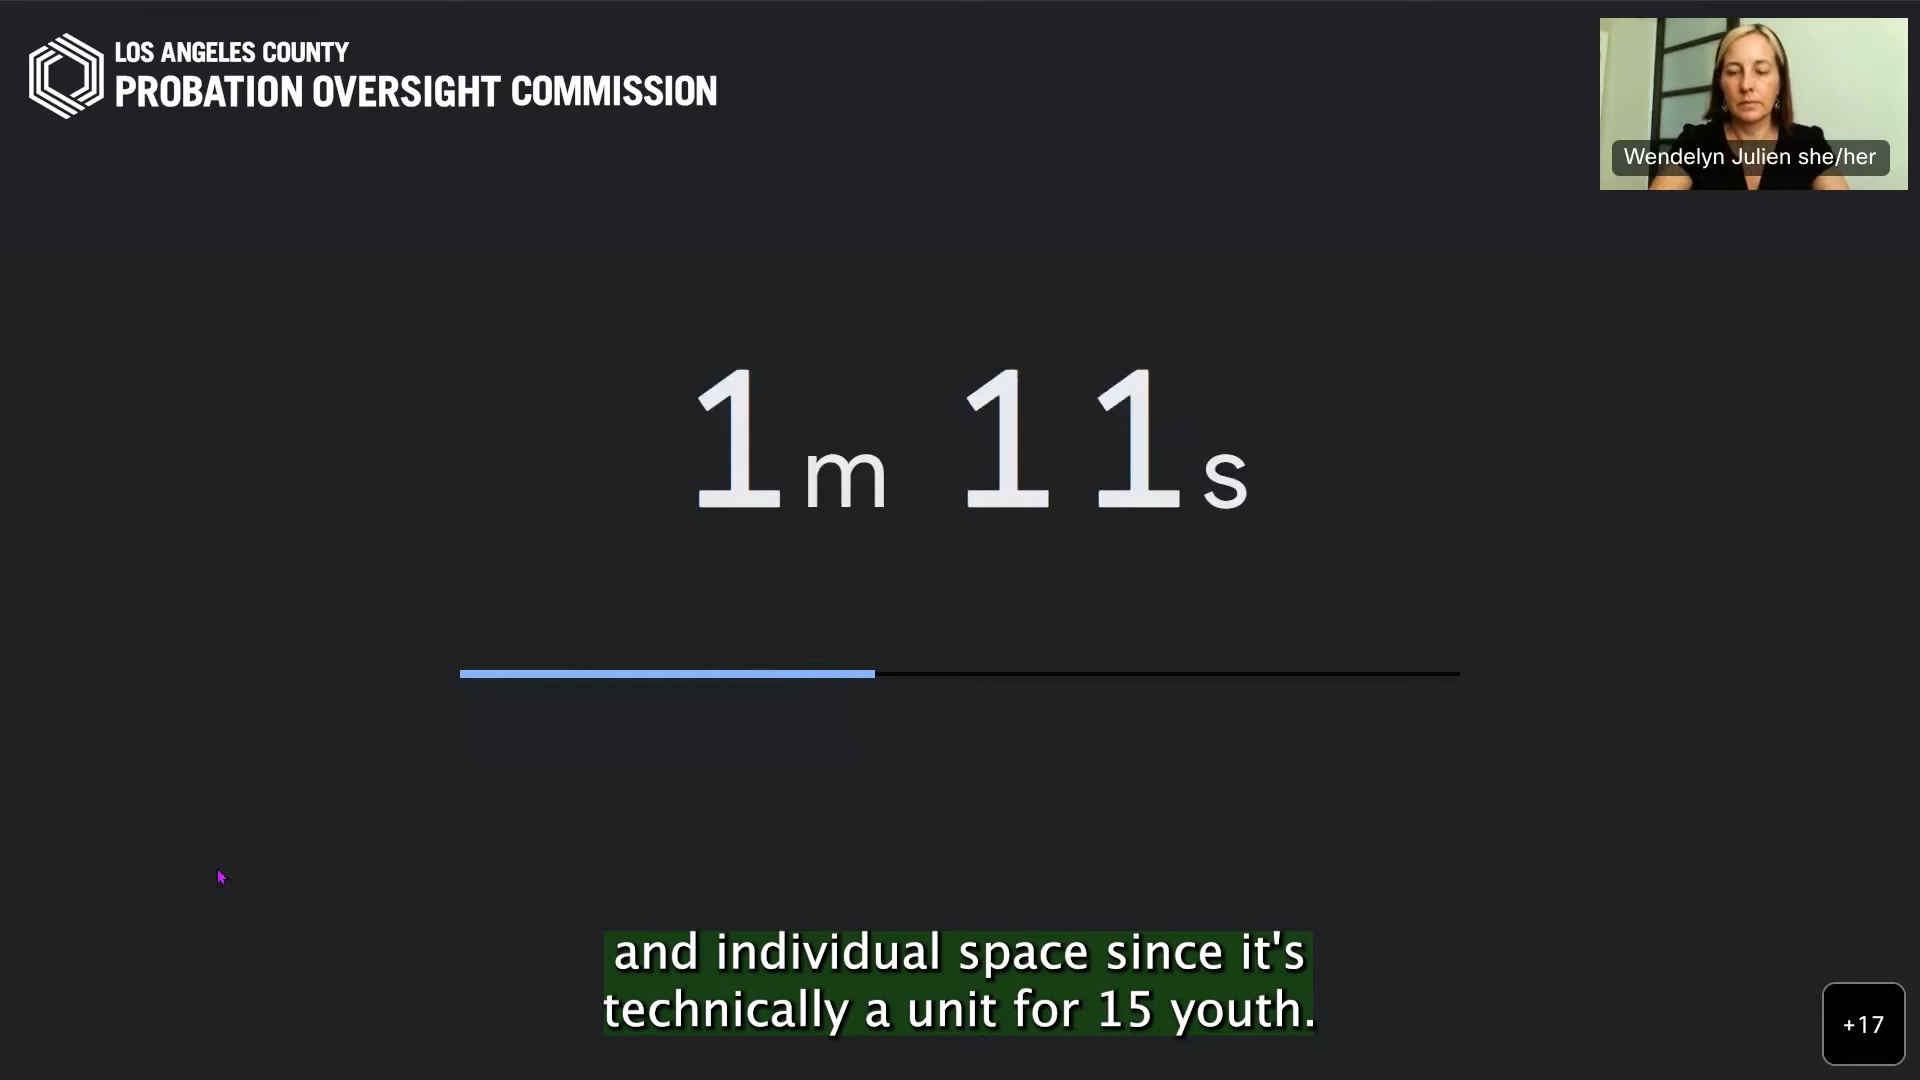 LOS ANGELES COUNTY
PROBATION OVERSIGHT COMMISSION
Wendelyn Julien she/her
1m 11s
and individual space since it's
technically a unit for 15 youth.
+17